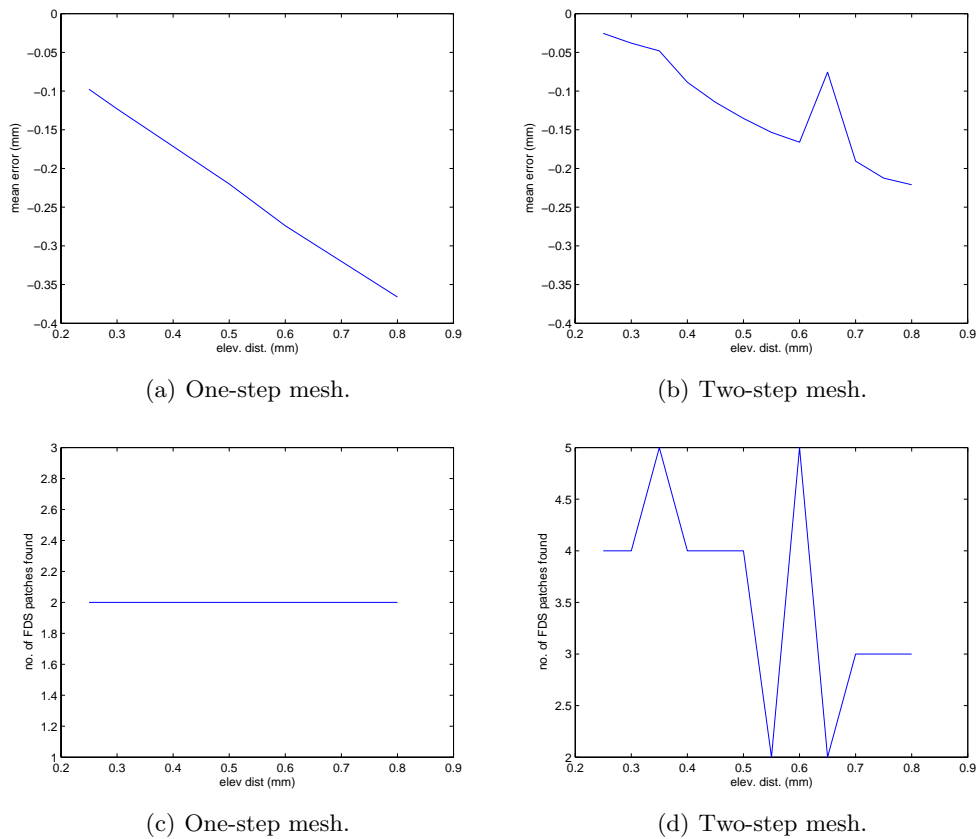 0
−0.05
−0.1
−0.15
−0.2
−0.25
−0.3
−0.35
−0.4
mean error (mm)
0.2 0.3 0.4 0.5 0.6 0.7 0.8 0.9
elev. dist. (mm)
(a) One-step mesh.
0
−0.05
−0.1
−0.15
−0.2
−0.25
−0.3
−0.35
−0.4
mean error (mm)
0.2 0.3 0.4 0.5 0.6 0.7 0.8 0.9
elev. dist. (mm)
(b) Two-step mesh.
3
2.8
2.6
2.4
2.2
2
1.8
1.6
1.4
1.2
1
no. of FDS patches found
0.2 0.3 0.4 0.5 0.6 0.7 0.8 0.9
elev dist (mm)
(c) One-step mesh.
5
4.5
4
3.5
3
2.5
2
no. of FDS patches found
0.2 0.3 0.4 0.5 0.6 0.7 0.8 0.9
elev. dist. (mm)
(d) Two-step mesh.